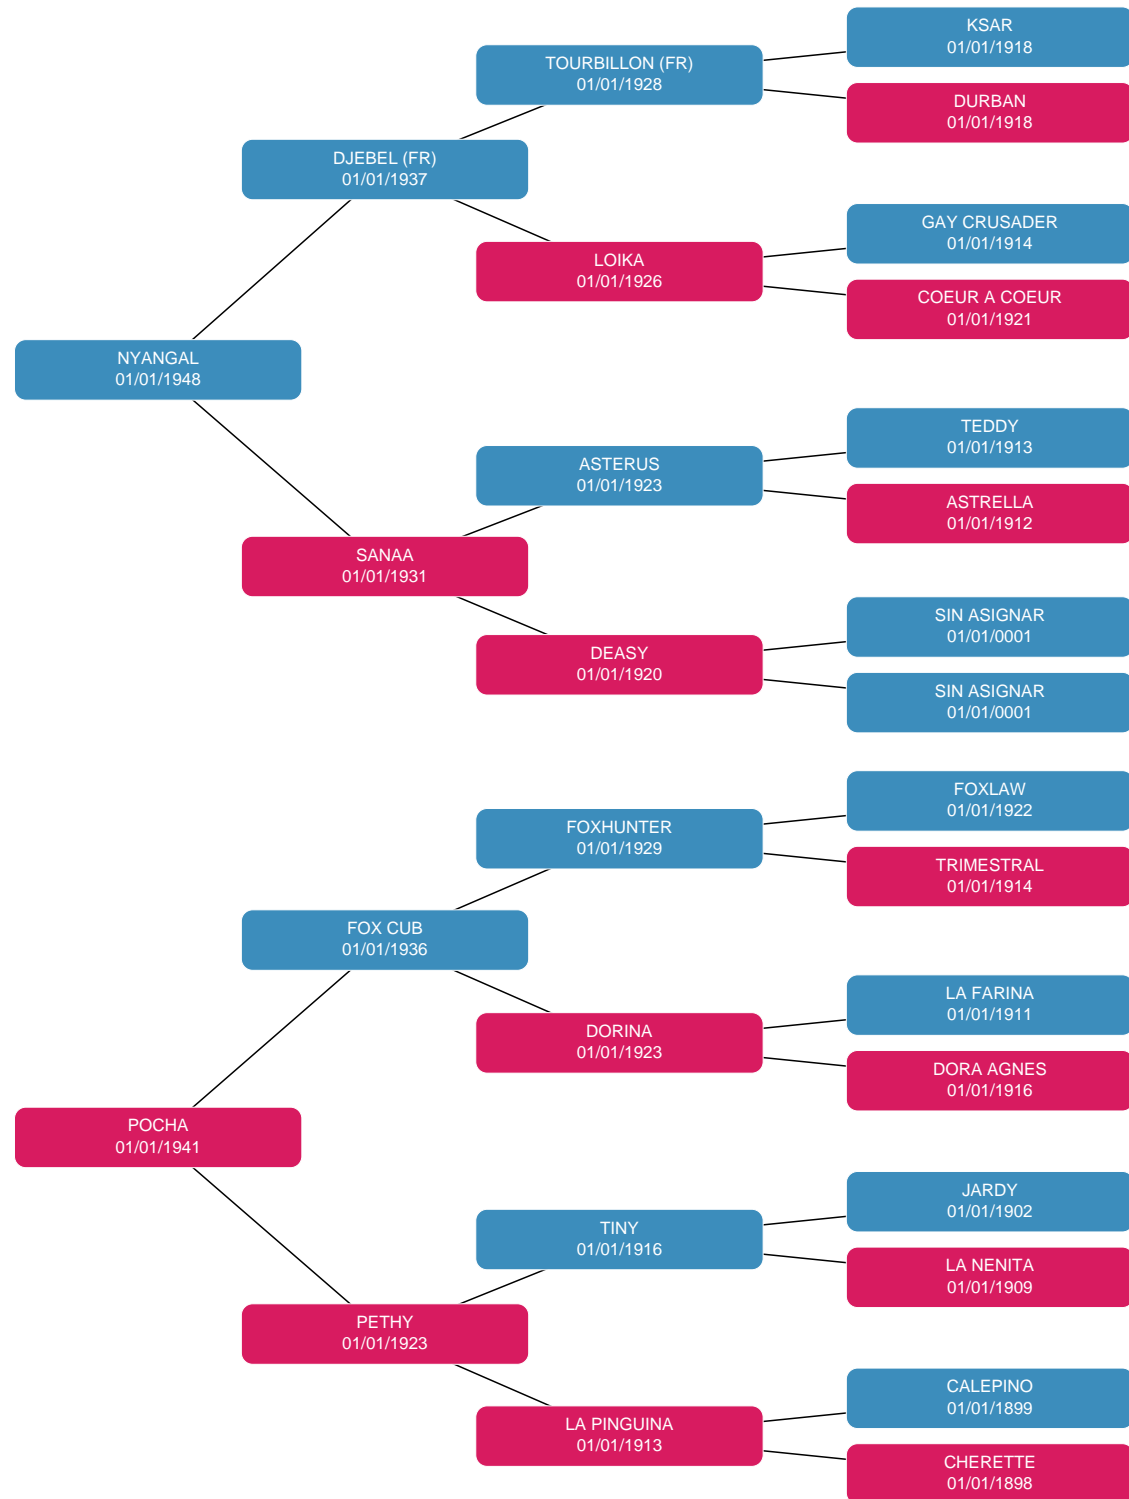 KSAR
01/01/1918
TOURBILLON (FR)
01/01/1928
DURBAN
01/01/1918
DJEBEL (FR)
01/01/1937
GAY CRUSADER
01/01/1914
LOIKA
01/01/1926
COEUR A COEUR
01/01/1921
NYANGAL
01/01/1948
TEDDY
01/01/1913
ASTERUS
01/01/1923
ASTRELLA
01/01/1912
SANAA
01/01/1931
SIN ASIGNAR
01/01/0001
DEASY
01/01/1920
SIN ASIGNAR
01/01/0001
FOXLAW
01/01/1922
FOXHUNTER
01/01/1929
TRIMESTRAL
01/01/1914
FOX CUB
01/01/1936
LA FARINA
01/01/1911
DORINA
01/01/1923
DORA AGNES
01/01/1916
POCHA
01/01/1941
JARDY
01/01/1902
TINY
01/01/1916
LA NENITA
01/01/1909
PETHY
01/01/1923
CALEPINO
01/01/1899
LA PINGUINA
01/01/1913
CHERETTE
01/01/1898